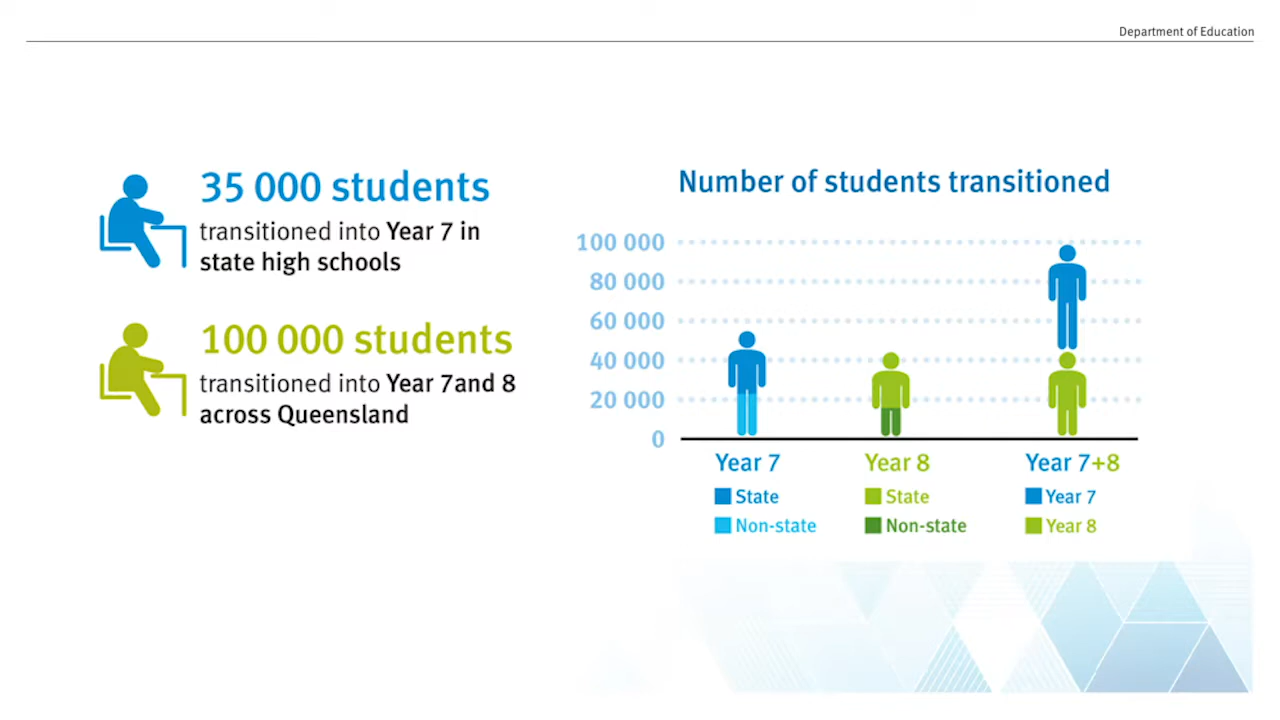 Department of Education
35 000 students
transitioned into Year 7 in
state high schools
100 000 students
transitioned into Year 7and 8
across Queensland
Number of students transitioned
100 000
80 000
60 000
40 000
20 000
0
Year 7
State
Non-state
Year 8
State
Non-state
Year 7+8
Year 7
Year 8